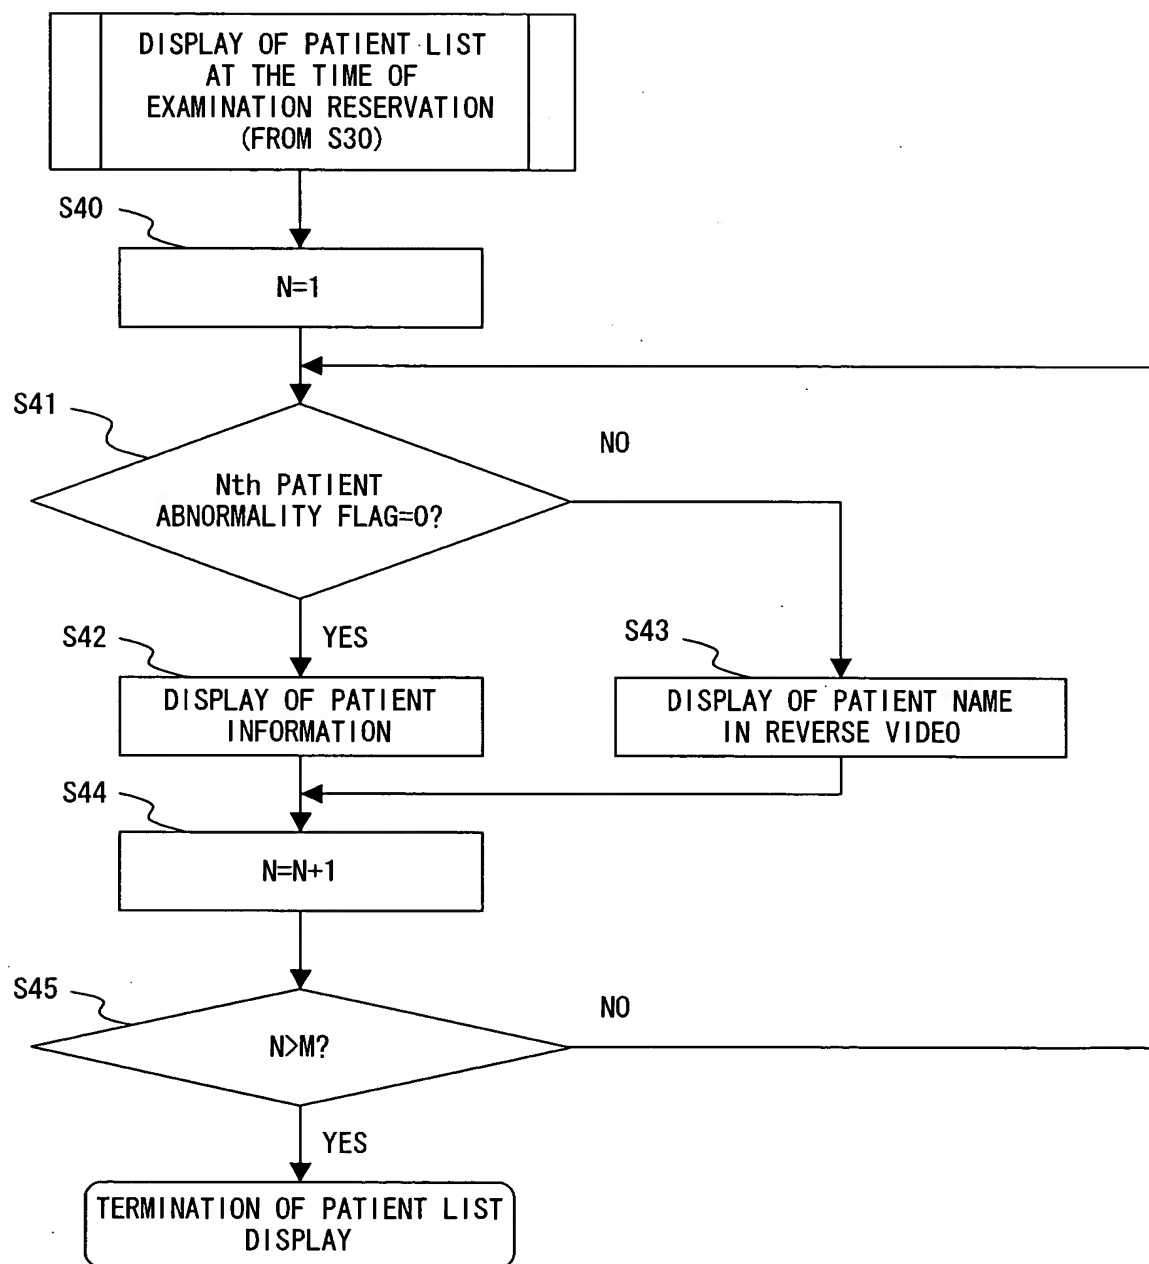 DISPLAY OF PATIENT LIST
AT THE TIME OF
EXAMINATION RESERVATION
(FROM S30)
S40
N=1
S41
NO
Nth PATIENT
ABNORMALITY FLAG=0?
S42
YES
S43
DISPLAY OF PATIENT
INFORMATION
DISPLAY OF PATIENT NAME
IN REVERSE VIDEO
S44
N=N+1
S45
NO
N>M?
YES
TERMINATION OF PATIENT LIST
DISPLAY